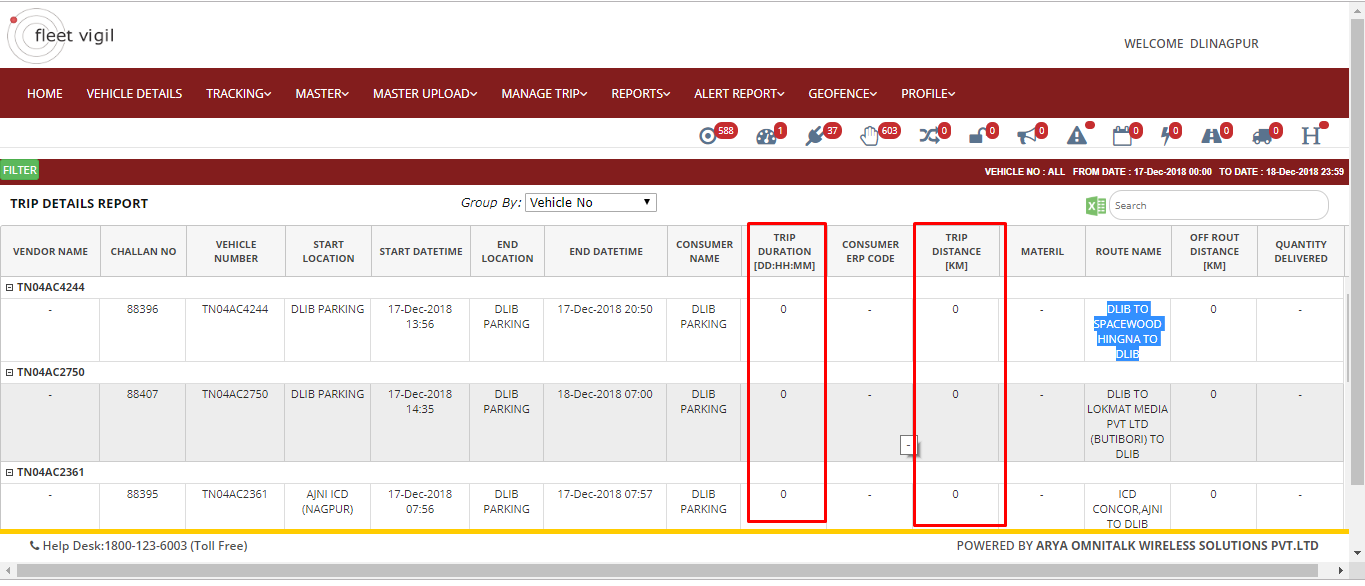 fleet vigil
WELCOME DLINAGPUR
HOME VEHICLE DETAILS TRACKING MASTER MASTER UPLOAD MANAGE TRIP REPORTS ALERT REPORT GEOFENCE PROFILE
588 1 37 603 0 0 0 0 0 0 0 H
FILTER VEHICLE NO : ALL FROM DATE : 17-Dec-2018 00:00 TO DATE : 18-Dec-2018 23:59
TRIP DETAILS REPORT Group By: Vehicle No Search
VENDOR NAME CHALLAN NO VEHICLE NUMBER START LOCATION START DATETIME END LOCATION END DATETIME CONSUMER NAME TRIP DURATION [DD:HH:MM] CONSUMER ERP CODE TRIP DISTANCE [KM] MATERIL ROUTE NAME OFF ROUT DISTANCE [KM] QUANTITY DELIVERED
TN04AC4244
- 88396 TN04AC4244 DLIB PARKING 17-Dec-2018 13:56 DLIB PARKING 17-Dec-2018 20:50 DLIB PARKING 0 - 0 - DLIB TO SPACEWOOD HINGNA TO DLIB 0 -
TN04AC2750
- 88407 TN04AC2750 DLIB PARKING 17-Dec-2018 14:35 DLIB PARKING 18-Dec-2018 07:00 DLIB PARKING 0 - 0 - DLIB TO LOKMAT MEDIA PVT LTD (BUTIBORI) TO DLIB 0 -
-
TN04AC2361
- 88395 TN04AC2361 AJNI ICD (NAGPUR) 17-Dec-2018 07:56 DLIB PARKING 17-Dec-2018 07:57 DLIB PARKING 0 - 0 - ICD CONCOR,AJNI TO DLIB 0 -
Help Desk:1800-123-6003 (Toll Free) POWERED BY ARYA OMNITALK WIRELESS SOLUTIONS PVT.LTD